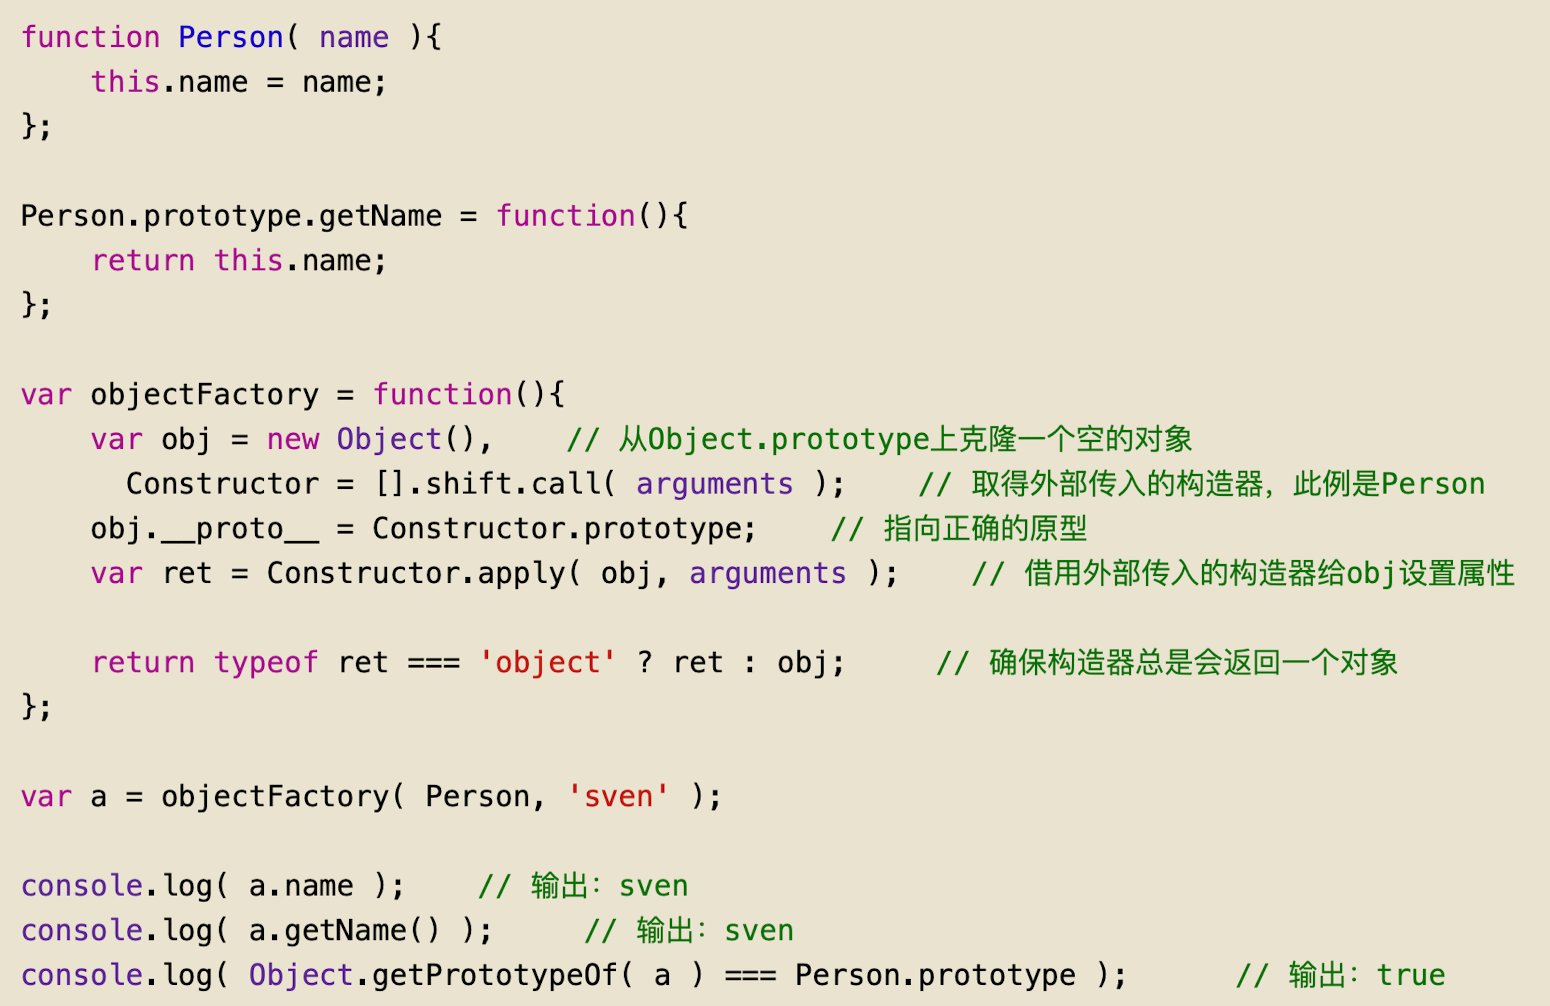 function Person( name ){
    this.name = name;
};

Person.prototype.getName = function(){
    return this.name;
};

var objectFactory = function(){
    var obj = new Object(),    // 从Object.prototype上克隆一个空的对象
      Constructor = [].shift.call( arguments );    // 取得外部传入的构造器，此例是Person
    obj.__proto__ = Constructor.prototype;    // 指向正确的原型
    var ret = Constructor.apply( obj, arguments );    // 借用外部传入的构造器给obj设置属性

    return typeof ret === 'object' ? ret : obj;     // 确保构造器总是会返回一个对象
};

var a = objectFactory( Person, 'sven' );

console.log( a.name );    // 输出：sven
console.log( a.getName() );     // 输出：sven
console.log( Object.getPrototypeOf( a ) === Person.prototype );      // 输出：true